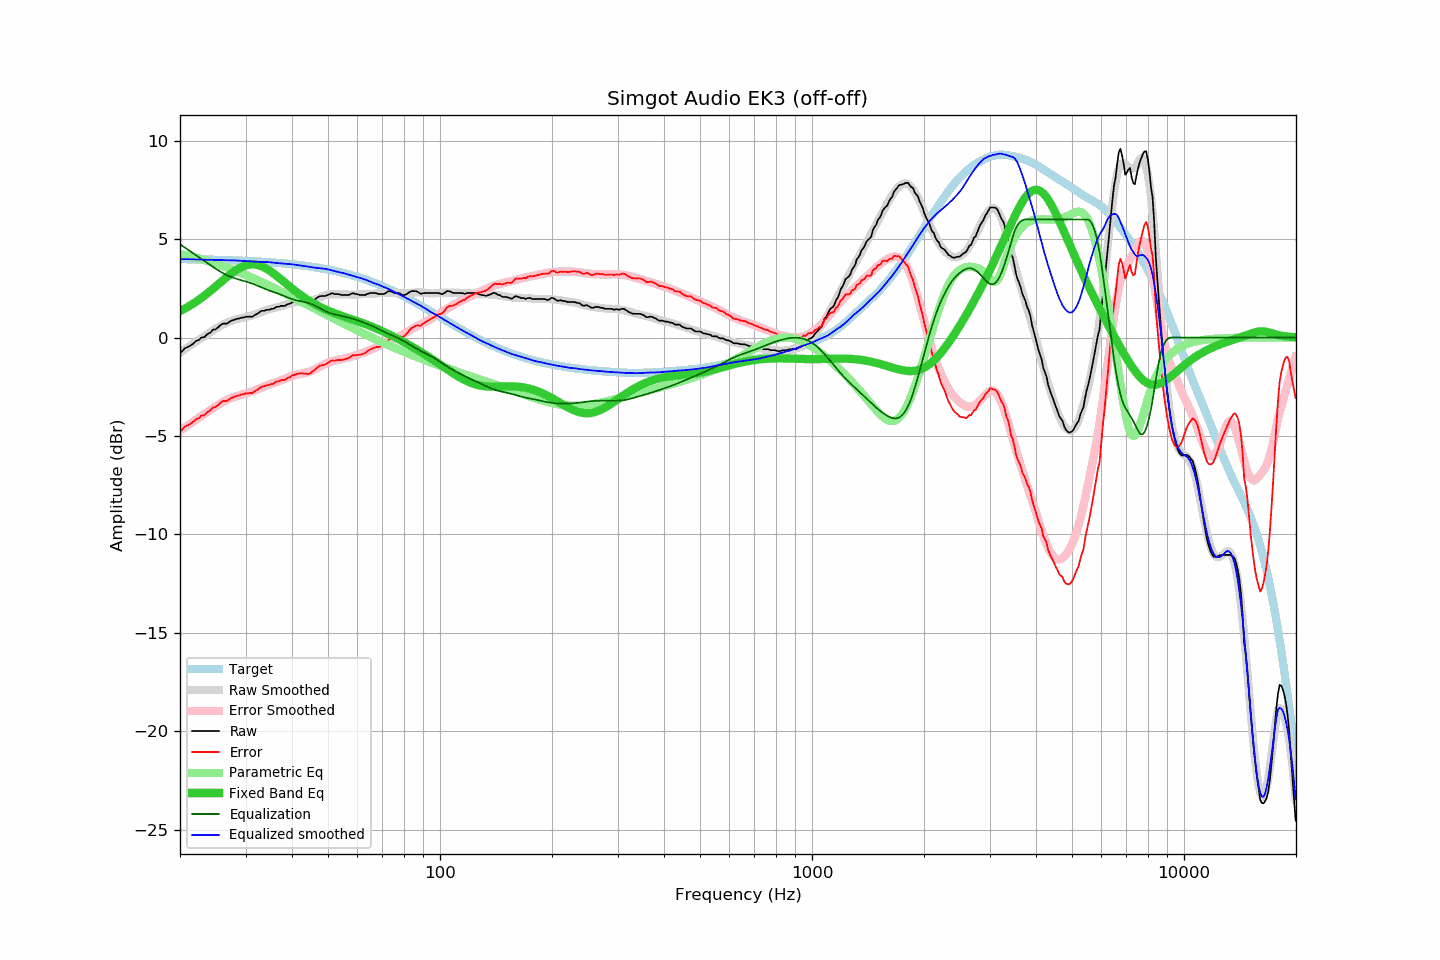 Simgot Audio EK3 (off-off)
10
5
0
−5
−10
−15
−20
−25
Amplitude (dBr)
Target
Raw Smoothed
Error Smoothed
Raw
Error
Parametric Eq
Fixed Band Eq
Equalization
Equalized smoothed
100
1000
10000
Frequency (Hz)